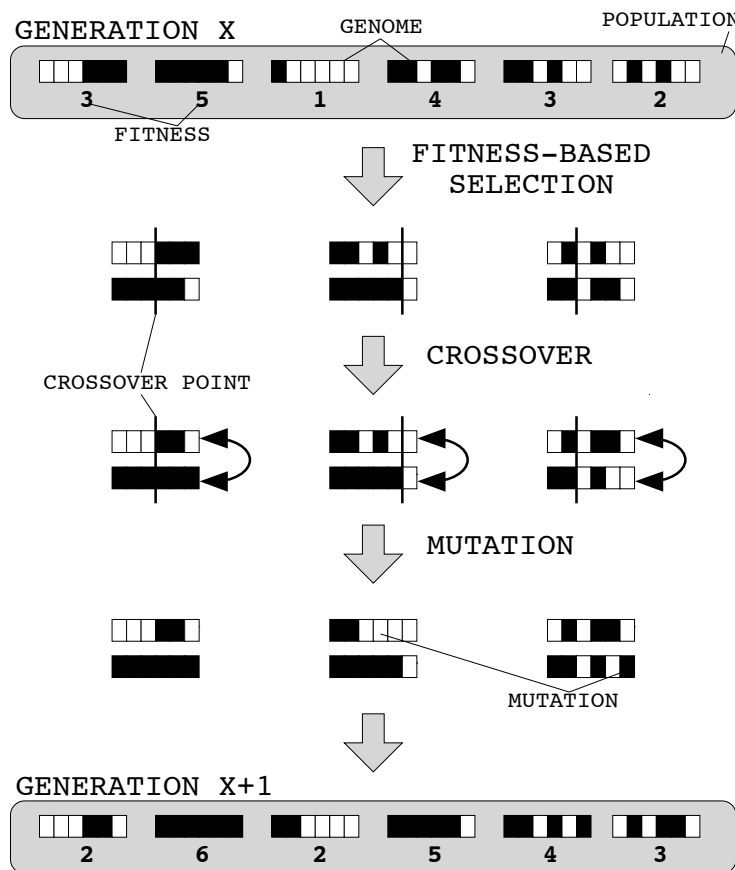 POPULATION
GENERATION X
GENOME
3 5 1 4 3 2
FITNESS
FITNESS-BASED
SELECTION
CROSSOVER
CROSSOVER POINT
MUTATION
MUTATION
GENERATION X+1
2 6 2 5 4 3